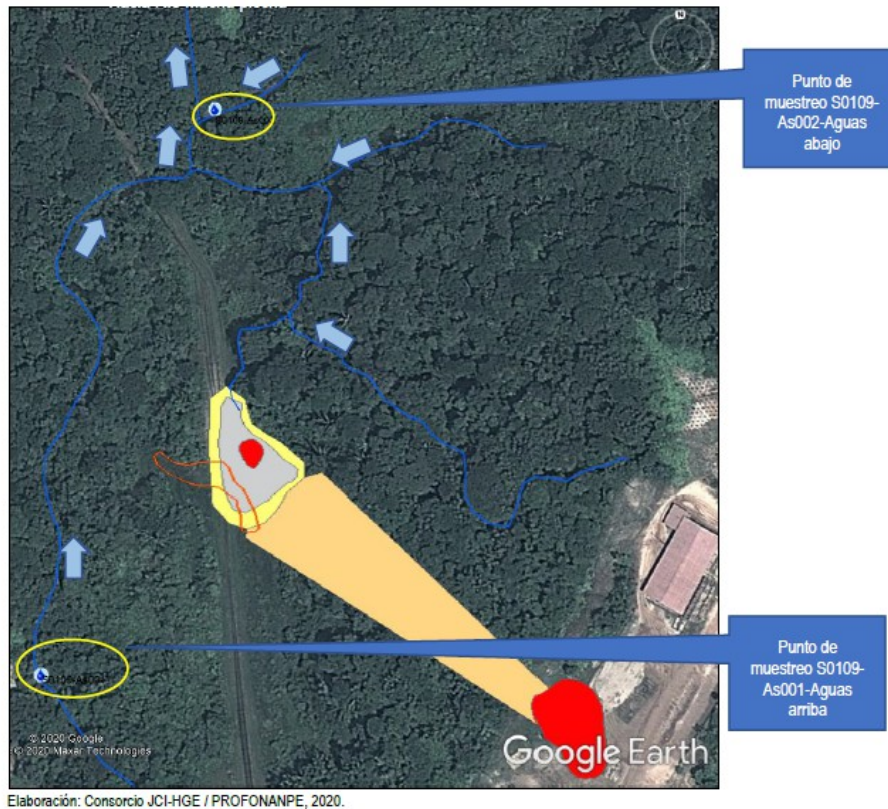 N
Punto de
muestreo S0109-
As002-Aguas
abajo
Punto de
muestreo S0109-
As001-Aguas
arriba
© 2020 Google
© 2020 Maxar Technologies
Google Earth
Elaboración: Consorcio JCI-HGE / PROFONANPE, 2020.